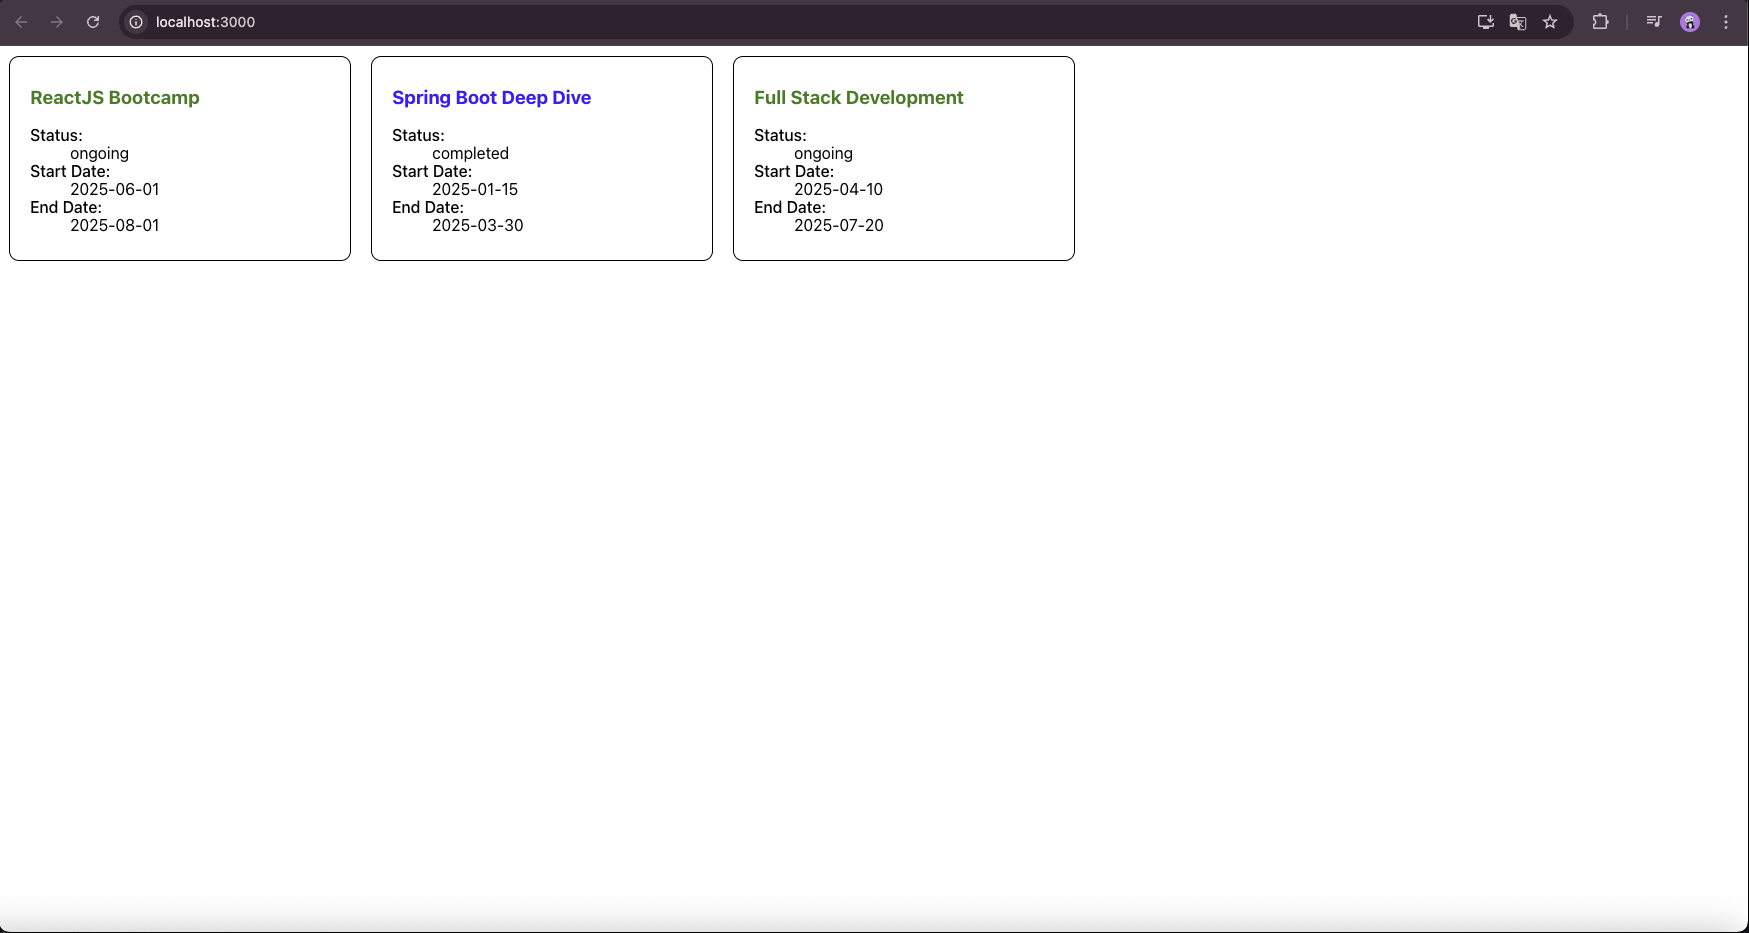 localhost:3000
ReactJS Bootcamp
Status:
ongoing
Start Date:
2025-06-01
End Date:
2025-08-01
Spring Boot Deep Dive
Status:
completed
Start Date:
2025-01-15
End Date:
2025-03-30
Full Stack Development
Status:
ongoing
Start Date:
2025-04-10
End Date:
2025-07-20